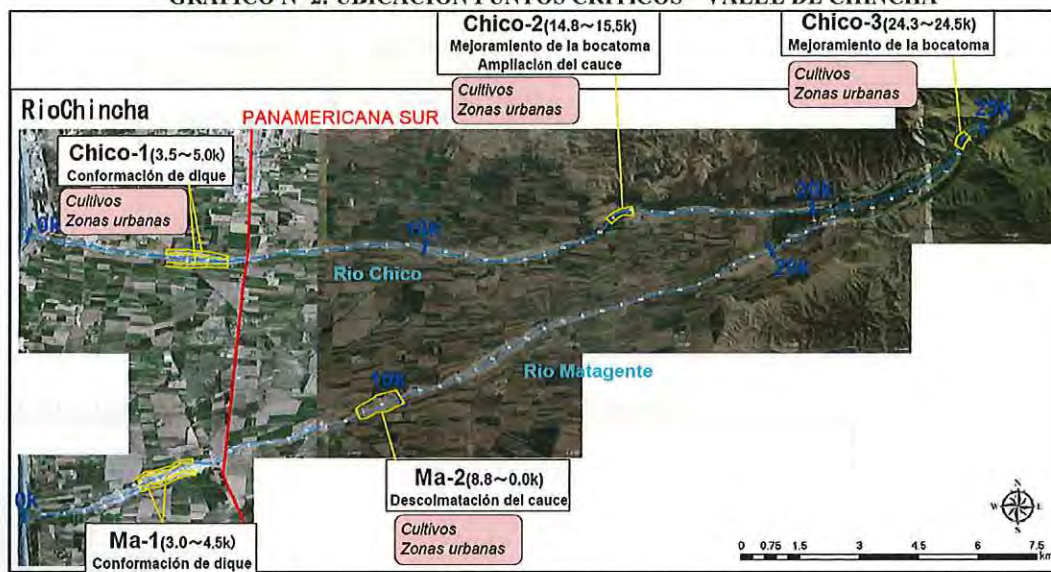 GRÁFICO N° 2: UBICACIÓN PUNTOS CRÍTICOS – VALLE DE CHINCHA
Chico-2(14.8～15.5k)
Mejoramiento de la bocatoma
Ampliación del cauce
Cultivos
Zonas urbanas
Chico-3(24.3～24.5k)
Mejoramiento de la bocatoma
Cultivos
Zonas urbanas
RioChincha
PANAMERICANA SUR
Chico-1(3.5～5.0k)
Conformación de dique
Cultivos
Zonas urbanas
0k
10k
20k
25k
Rio Chico
20k
Rio Matagente
10k
0k
Ma-2(8.8～0.0k)
Descolmatación del cauce
Cultivos
Zonas urbanas
Ma-1(3.0～4.5k)
Conformación de dique
N
W
E
S
0 0.75 1.5 3 4.5 6 7.5
km